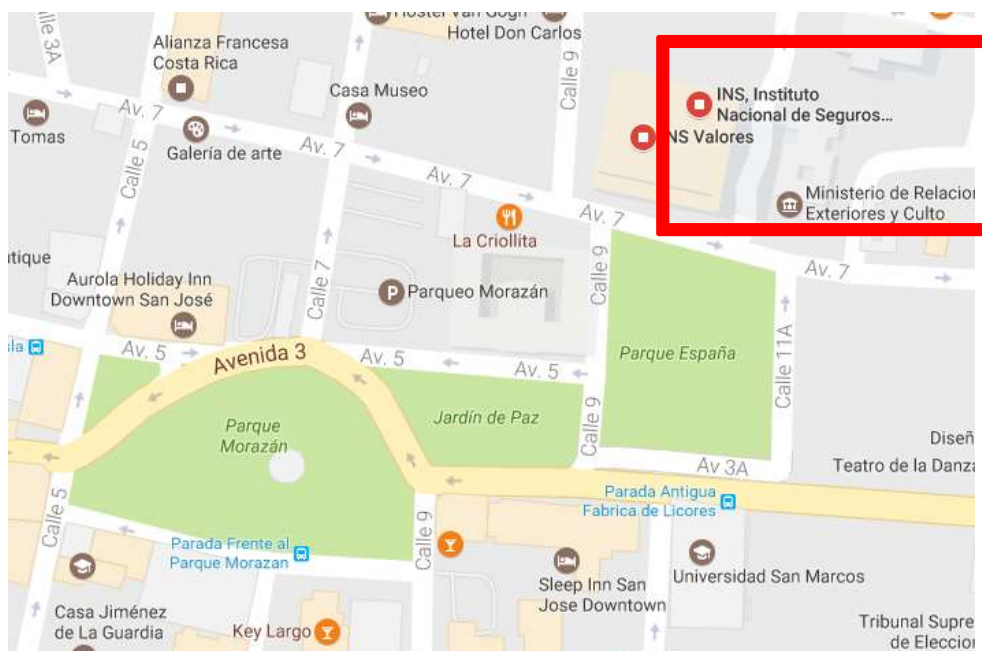 Hostel Van Gogh
Hotel Don Carlos
Calle 3A
Alianza Francesa
Costa Rica
Calle 9
INS, Instituto
Nacional de Seguros...
NS Valores
Casa Museo
Av. 7
Tomas
Galería de arte
Av. 7
Calle 5
Av. 7
Ministerio de Relacion
Exteriores y Culto
La Criollita
Av. 7
tique
Aurola Holiday Inn
Downtown San José
Calle 7
P
Parqueo Morazán
Calle 9
Av. 7
Av. 5
Avenida 3
Av. 5
Av. 5
Parque España
Calle 11A
Parque
Morazán
Jardín de Paz
Calle 9
Diseñ
Teatro de la Danza
Av 3A
Parada Antigua
Fabrica de Licores
Calle 5
Calle 9
Parada Frente al
Parque Morazan
Sleep Inn San
Jose Downtown
Universidad San Marcos
Casa Jiménez
de La Guardia
Key Largo
Tribunal Supre
de Eleccion